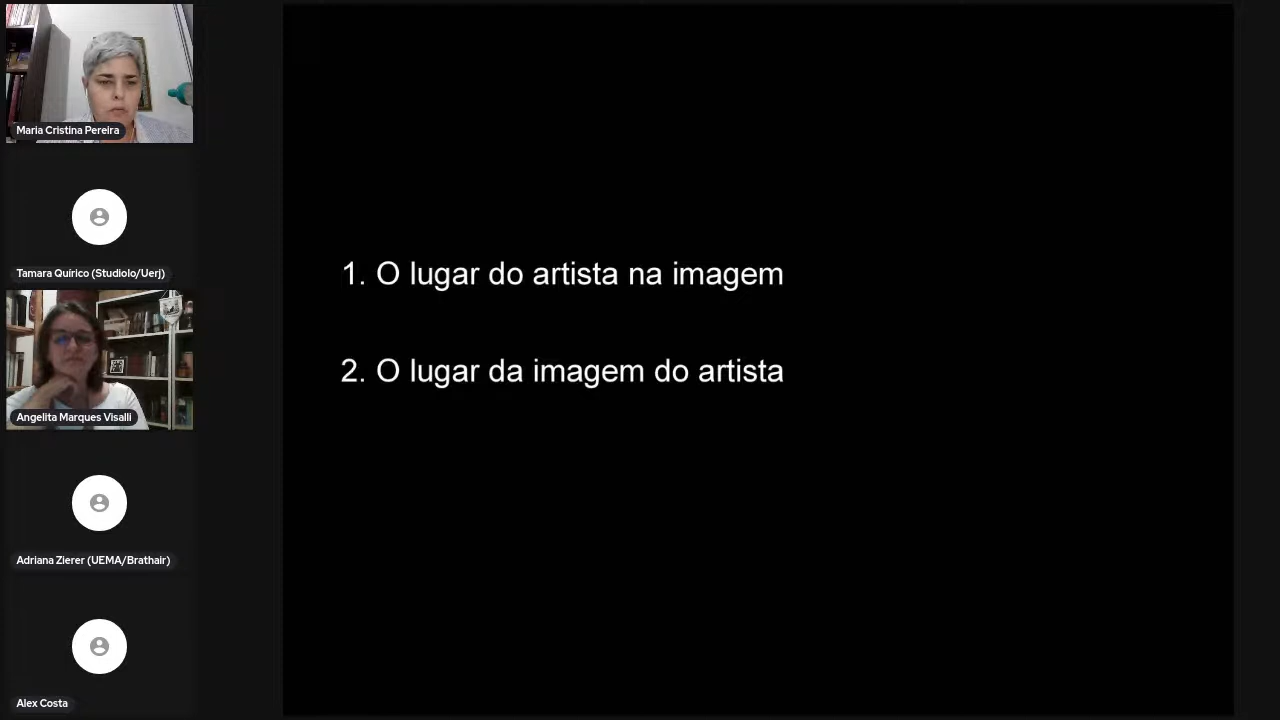 Maria Cristina Pereira
Tamara Quírico (Studiolo/Uerj)
Angelita Marques Visalli
Adriana Zierer (UEMA/Brathair)
Alex Costa
1. O lugar do artista na imagem
2. O lugar da imagem do artista